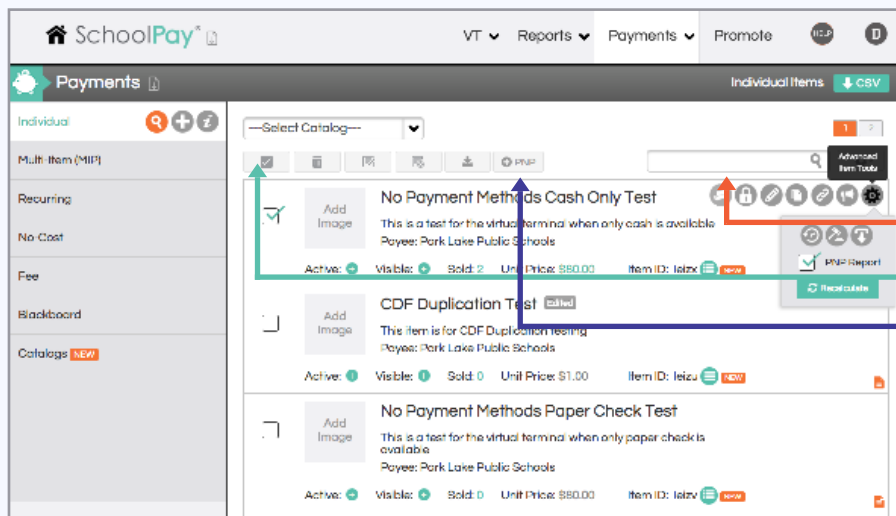 SchoolPay
VT Reports Payments Promote HELP D
Payments
Individual Items CSV
Individual
Multi-Item (MIP)
Recurring
No-Cost
Fee
Blackboard
Catalogs NEW
---Select Catalog---
1 2
PNP
Advanced
Item Tools
Add
Image
No Payment Methods Cash Only Test
This is a test for the virtual terminal when only cash is available
Payee: Park Lake Public Schools
Active: Visible: Sold: 2 Unit Price: $80.00 Item ID: leizx NEW
PNP Report
Recalculate
Add
Image
CDF Duplication Test Edited
This item is for CDF Duplication testing
Payee: Park Lake Public Schools
Active: Visible: Sold: 0 Unit Price: $1.00 Item ID: leizu NEW
Add
Image
No Payment Methods Paper Check Test
This is a test for the virtual terminal when only paper check is
available
Payee: Park Lake Public Schools
Active: Visible: Sold: 0 Unit Price: $80.00 Item ID: leizv NEW